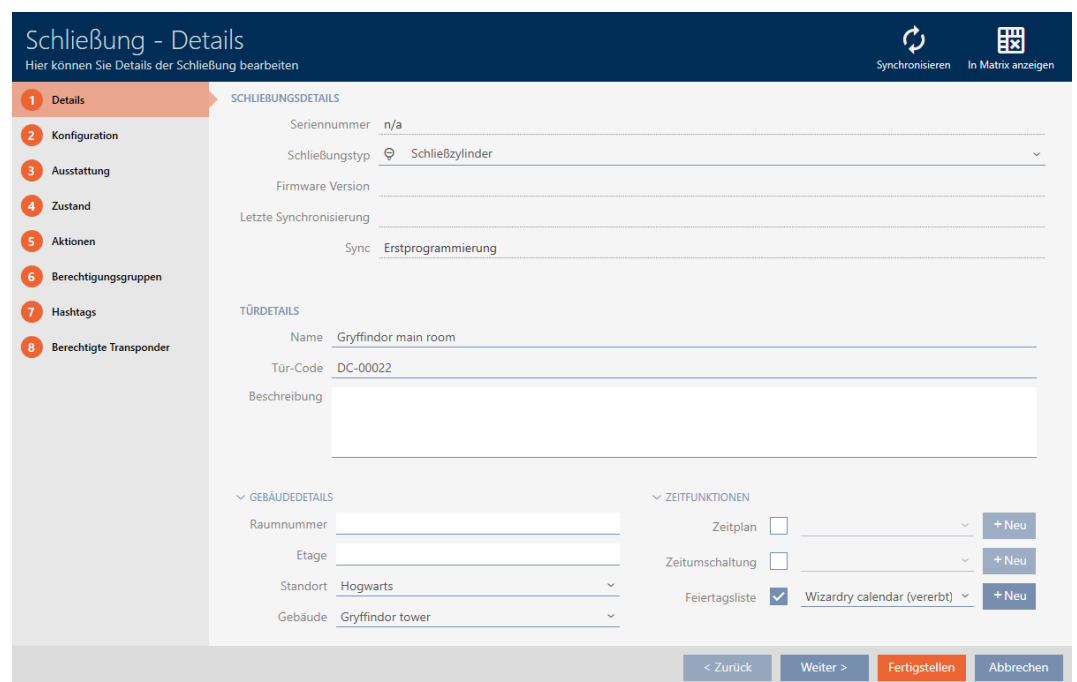 Schließung - Details
Hier können Sie Details der Schließung bearbeiten
Synchronisieren
In Matrix anzeigen
1 Details
2 Konfiguration
3 Ausstattung
4 Zustand
5 Aktionen
6 Berechtigungsgruppen
7 Hashtags
8 Berechtigte Transponder
SCHLIEßUNGSDETAILS
Seriennummer n/a
Schließungstyp Schließzylinder
Firmware Version
Letzte Synchronisierung
Sync Erstprogrammierung
TÜRDETAILS
Name Gryffindor main room
Tür-Code DC-00022
Beschreibung
GEBÄUDEDETAILS
Raumnummer
Etage
Standort Hogwarts
Gebäude Gryffindor tower
ZEITFUNKTIONEN
Zeitplan + Neu
Zeitumschaltung + Neu
Feiertagsliste Wizardry calendar (vererbt) + Neu
< Zurück Weiter > Fertigstellen Abbrechen